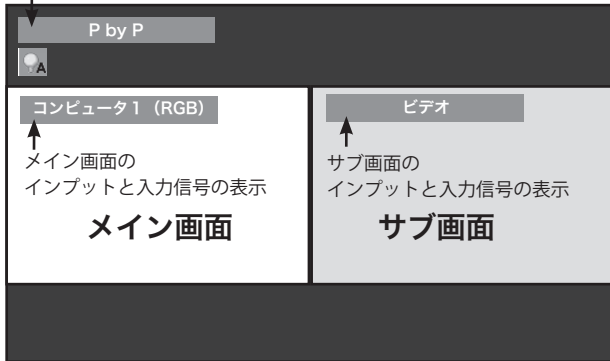 P by P
A
コンピュータ1（RGB）
ビデオ
メイン画面の
インプットと入力信号の表示
サブ画面の
インプットと入力信号の表示
メイン画面
サブ画面